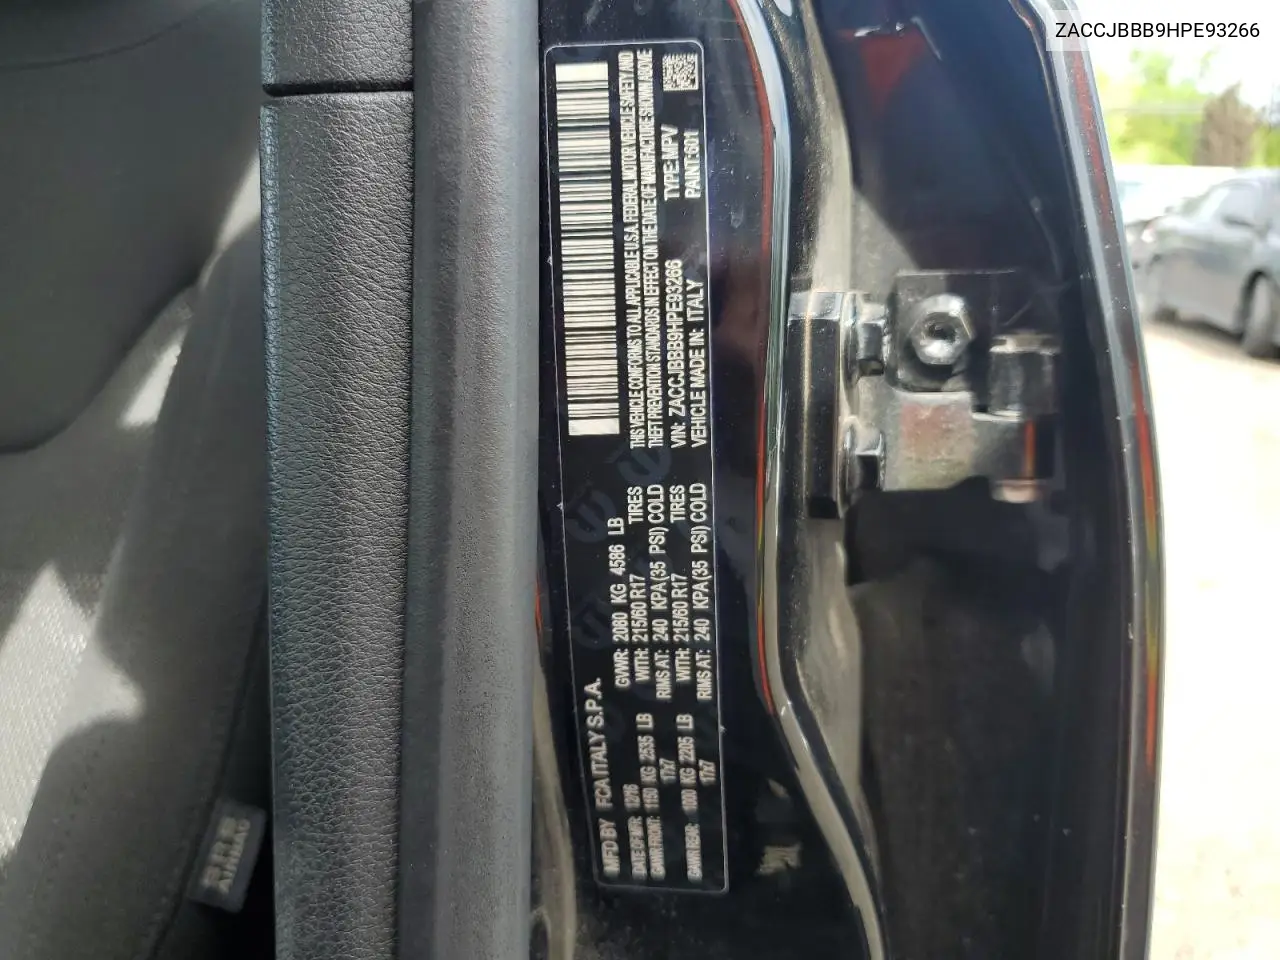 ZACCJBBB9HPE93266
MFD BY FCA ITALY S.P.A.
DATE OF MFR: 12/16 GVWR: 2080 KG 4586 LB
GAWR FRONT: 1150 KG 2535 LB WITH: 215/60 R17 TIRES
17x7 RIMS AT: 240 KPA(35 PSI) COLD
GAWR REAR: 1000 KG 2205 LB WITH: 215/60 R17 TIRES
17x7 RIMS AT: 240 KPA(35 PSI) COLD
THIS VEHICLE CONFORMS TO ALL APPLICABLE U.S.A. FEDERAL MOTOR VEHICLE SAFETY AND
THEFT PREVENTION STANDARDS IN EFFECT ON THE DATE OF MANUFACTURE SHOWN ABOVE
VIN: ZACCJBBB9HPE93266 TYPE: MPV
VEHICLE MADE IN: ITALY PAINT: 601
AIRBAG